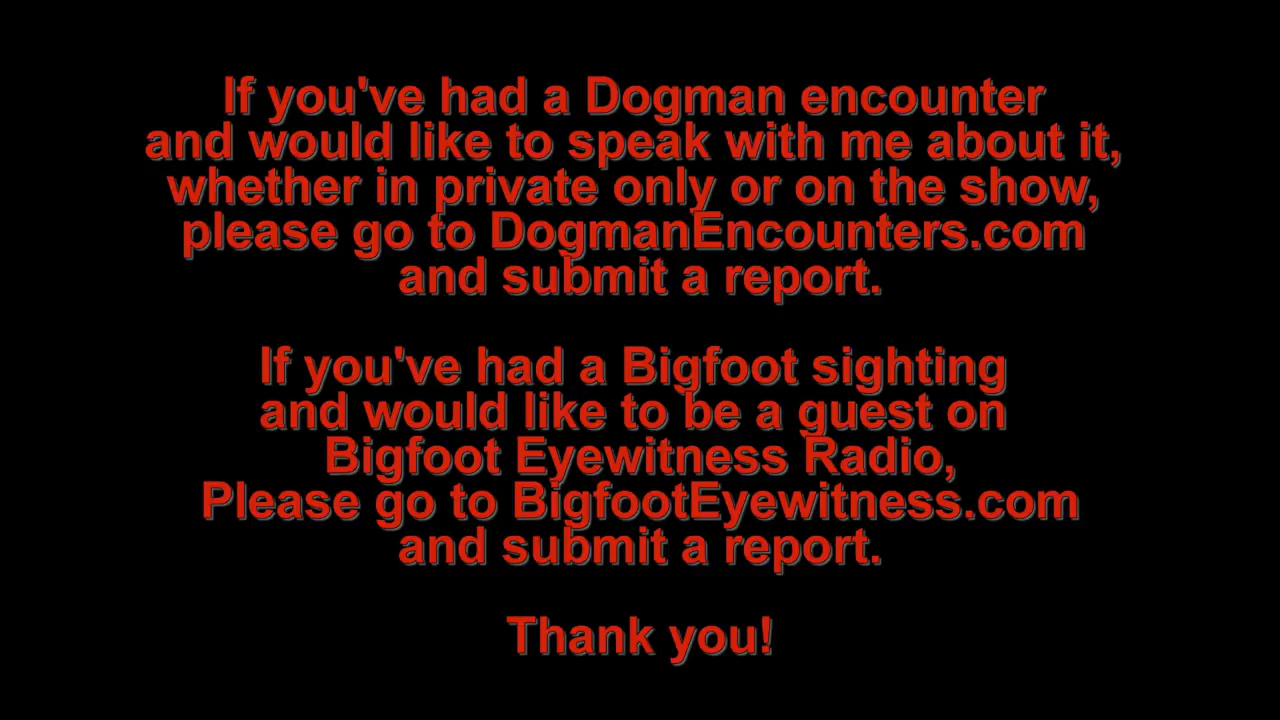 If you've had a Dogman encounter
and would like to speak with me about it,
whether in private only or on the show,
please go to DogmanEncounters.com
and submit a report.
If you've had a Bigfoot sighting
and would like to be a guest on
Bigfoot Eyewitness Radio,
Please go to BigfootEyewitness.com
and submit a report.
Thank you!